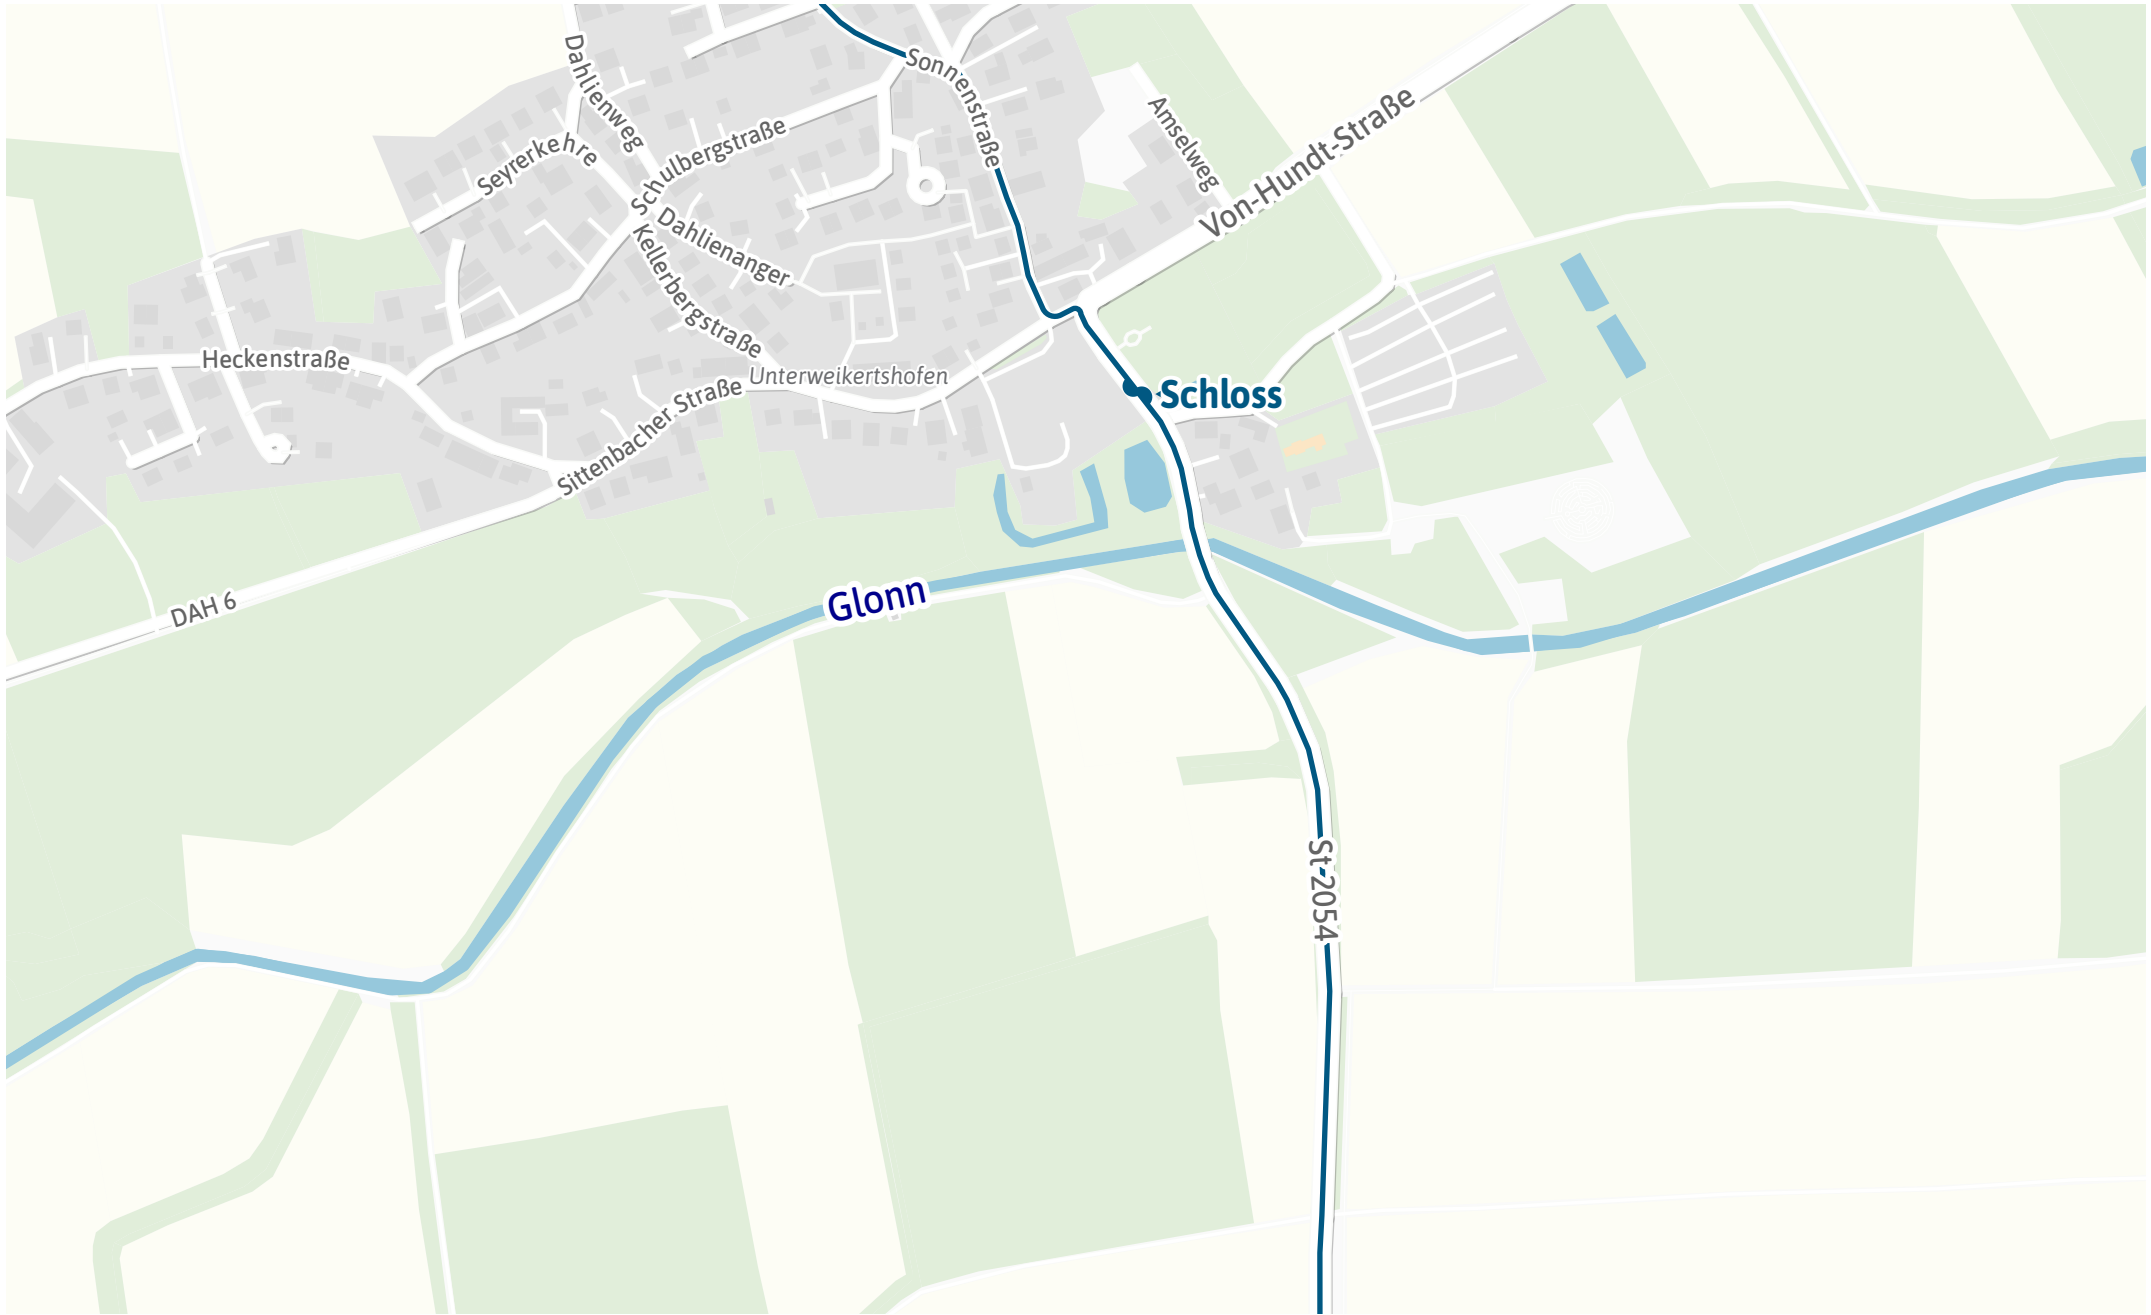 Dahlienweg
Sonnenstraße
Amselweg
Von-Hundt-Straße
Schulbergstraße
Seyrerkehre
Dahlienanger
Kellerbergstraße
Heckenstraße
Unterweikertshofen
Sittenbacher Straße
Schloss
DAH 6
Glonn
St 2054